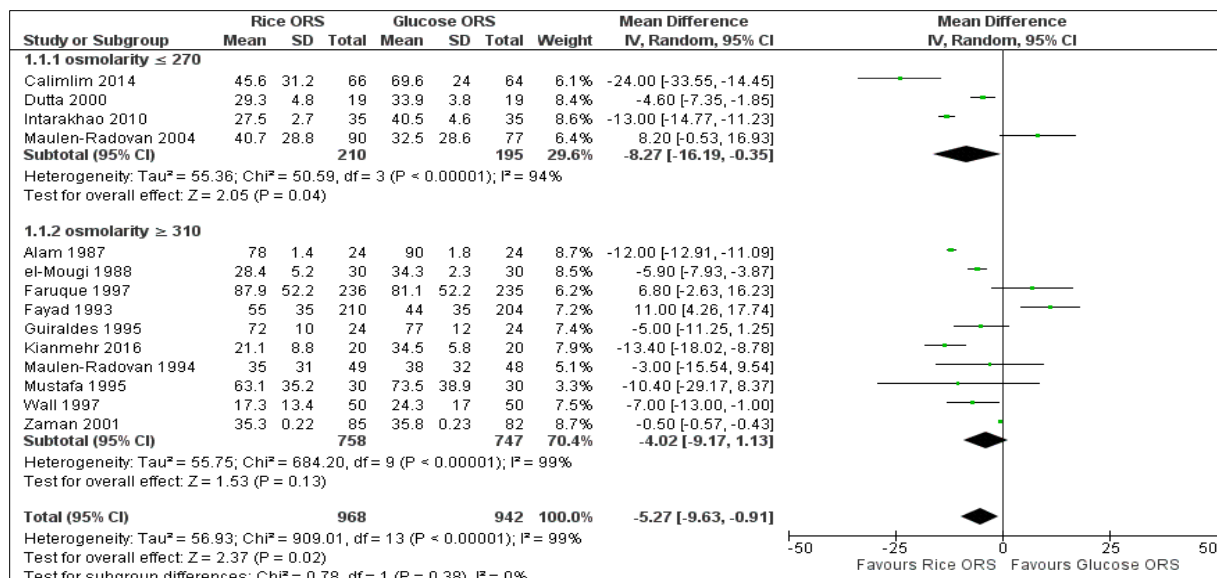 Rice ORS Glucose ORS Mean Difference Mean Difference
Study or Subgroup Mean SD Total Mean SD Total Weight IV, Random, 95% CI IV, Random, 95% CI
1.1.1 osmolarity ≤ 270
Calimlim 2014 45.6 31.2 66 69.6 24 64 6.1% -24.00 [-33.55, -14.45]
Dutta 2000 29.3 4.8 19 33.9 3.8 19 8.4% -4.60 [-7.35, -1.85]
Intarakhao 2010 27.5 2.7 35 40.5 4.6 35 8.6% -13.00 [-14.77, -11.23]
Maulen-Radovan 2004 40.7 28.8 90 32.5 28.6 77 6.4% 8.20 [-0.53, 16.93]
Subtotal (95% CI) 210 195 29.6% -8.27 [-16.19, -0.35]
Heterogeneity: Tau² = 55.36; Chi² = 50.59, df = 3 (P < 0.00001); I² = 94%
Test for overall effect: Z = 2.05 (P = 0.04)
1.1.2 osmolarity ≥ 310
Alam 1987 78 1.4 24 90 1.8 24 8.7% -12.00 [-12.91, -11.09]
el-Mougi 1988 28.4 5.2 30 34.3 2.3 30 8.5% -5.90 [-7.93, -3.87]
Faruque 1997 87.9 52.2 236 81.1 52.2 235 6.2% 6.80 [-2.63, 16.23]
Fayad 1993 55 35 210 44 35 204 7.2% 11.00 [4.26, 17.74]
Guiraldes 1995 72 10 24 77 12 24 7.4% -5.00 [-11.25, 1.25]
Kianmehr 2016 21.1 8.8 20 34.5 5.8 20 7.9% -13.40 [-18.02, -8.78]
Maulen-Radovan 1994 35 31 49 38 32 48 5.1% -3.00 [-15.54, 9.54]
Mustafa 1995 63.1 35.2 30 73.5 38.9 30 3.3% -10.40 [-29.17, 8.37]
Wall 1997 17.3 13.4 50 24.3 17 50 7.5% -7.00 [-13.00, -1.00]
Zaman 2001 35.3 0.22 85 35.8 0.23 82 8.7% -0.50 [-0.57, -0.43]
Subtotal (95% CI) 758 747 70.4% -4.02 [-9.17, 1.13]
Heterogeneity: Tau² = 55.75; Chi² = 684.20, df = 9 (P < 0.00001); I² = 99%
Test for overall effect: Z = 1.53 (P = 0.13)
Total (95% CI) 968 942 100.0% -5.27 [-9.63, -0.91]
Heterogeneity: Tau² = 56.93; Chi² = 909.01, df = 13 (P < 0.00001); I² = 99%
Test for overall effect: Z = 2.37 (P = 0.02)
Test for subgroup differences: Chi² = 0.78, df = 1 (P = 0.38), I² = 0%
-50 -25 0 25 50
Favours Rice ORS Favours Glucose ORS